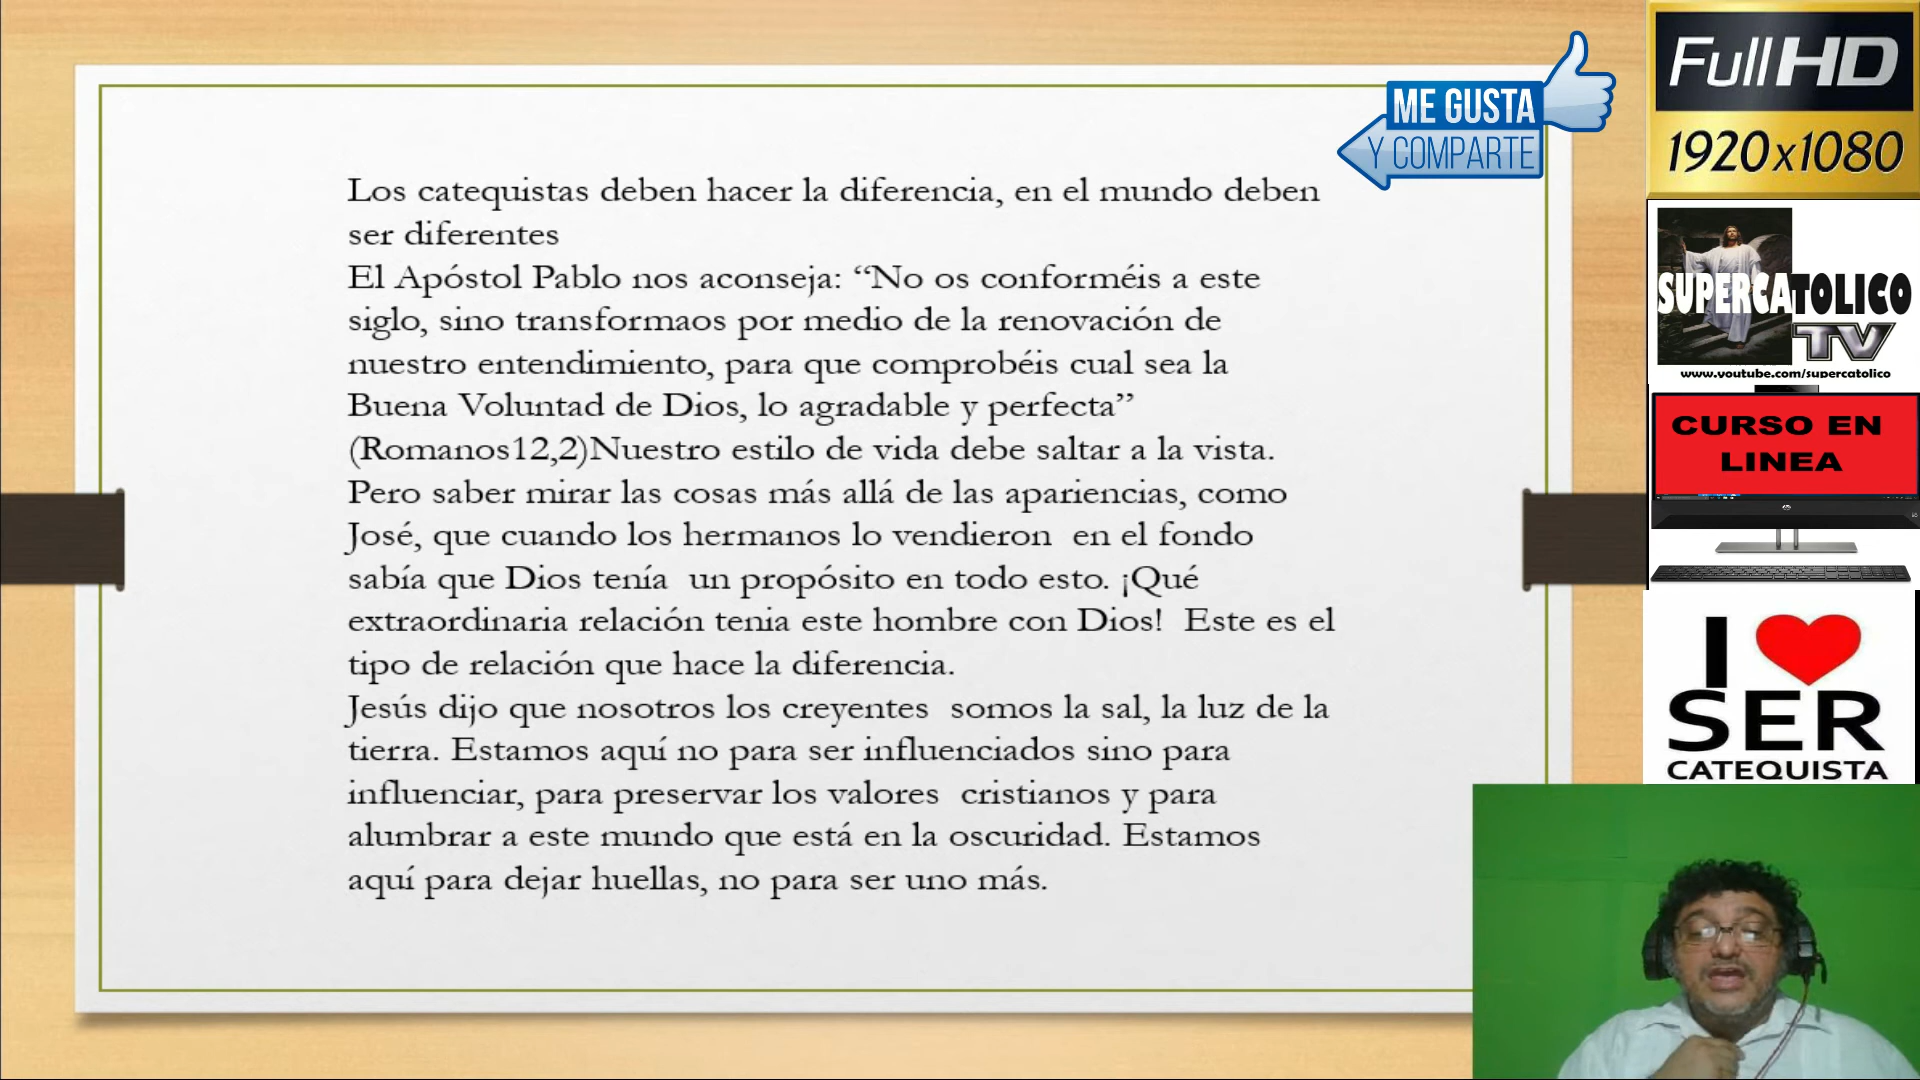 Los catequistas deben hacer la diferencia, en el mundo deben
ser diferentes
El Apóstol Pablo nos aconseja: “No os conforméis a este
siglo, sino transformaos por medio de la renovación de
nuestro entendimiento, para que comprobéis cual sea la
Buena Voluntad de Dios, lo agradable y perfecta”
(Romanos12,2)Nuestro estilo de vida debe saltar a la vista.
Pero saber mirar las cosas más allá de las apariencias, como
José, que cuando los hermanos lo vendieron en el fondo
sabía que Dios tenía un propósito en todo esto. ¡Qué
extraordinaria relación tenia este hombre con Dios! Este es el
tipo de relación que hace la diferencia.
Jesús dijo que nosotros los creyentes somos la sal, la luz de la
tierra. Estamos aquí no para ser influenciados sino para
influenciar, para preservar los valores cristianos y para
alumbrar a este mundo que está en la oscuridad. Estamos
aquí para dejar huellas, no para ser uno más.
ME GUSTA
Y COMPARTE
Full HD
1920x1080
SUPERCATOLICO
TV
www.youtube.com/supercatolico
CURSO EN
LINEA
hp
I
SER
CATEQUISTA